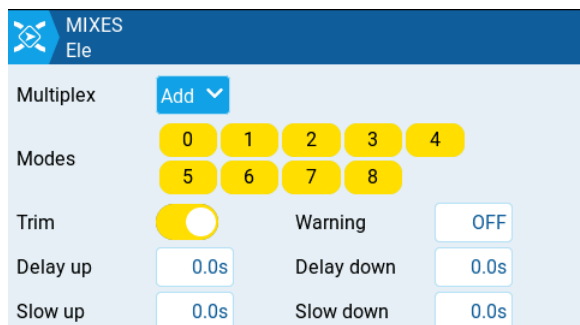 MIXES
Ele
Multiplex Add
Modes 0 1 2 3 4
5 6 7 8
Trim Warning OFF
Delay up 0.0s Delay down 0.0s
Slow up 0.0s Slow down 0.0s